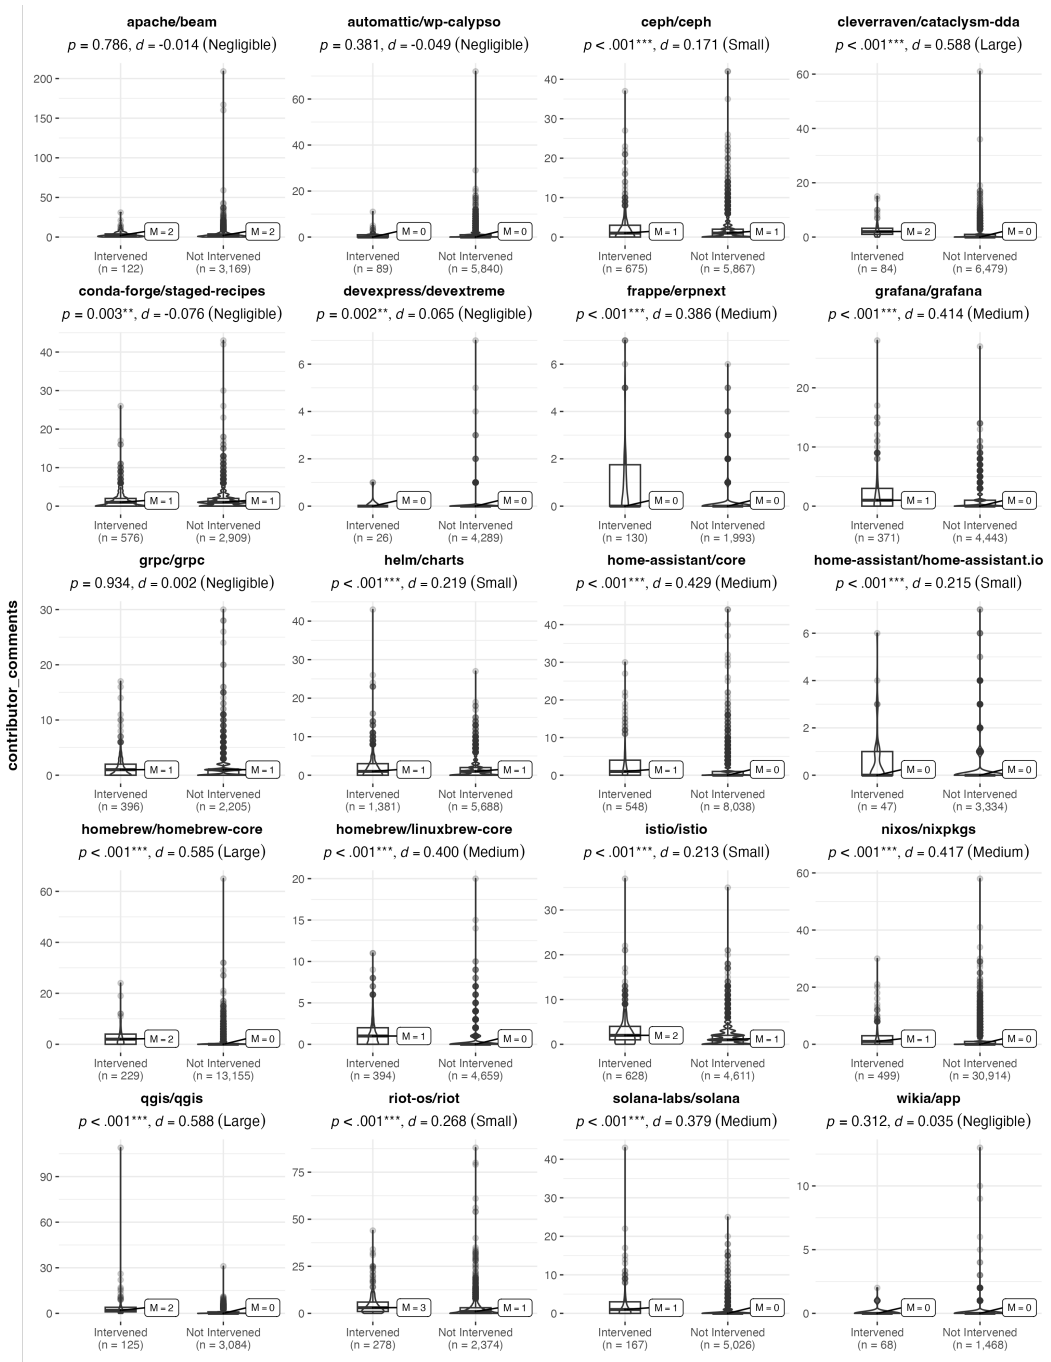 apache/beam
p = 0.786, d = -0.014 (Negligible)
200
150
100
50
0
M = 2
M = 2
Intervened
(n = 122)
Not Intervened
(n = 3,169)
automattic/wp-calypso
p = 0.381, d = -0.049 (Negligible)
60
40
20
0
M = 0
M = 0
Intervened
(n = 89)
Not Intervened
(n = 5,840)
ceph/ceph
p < .001***, d = 0.171 (Small)
40
30
20
10
0
M = 1
M = 1
Intervened
(n = 675)
Not Intervened
(n = 5,867)
cleverraven/cataclysm-dda
p < .001***, d = 0.588 (Large)
60
40
20
0
M = 2
M = 0
Intervened
(n = 84)
Not Intervened
(n = 6,479)
conda-forge/staged-recipes
p = 0.003**, d = -0.076 (Negligible)
40
30
20
10
0
M = 1
M = 1
Intervened
(n = 576)
Not Intervened
(n = 2,909)
devexpress/devextreme
p = 0.002**, d = 0.065 (Negligible)
6
4
2
0
M = 0
M = 0
Intervened
(n = 26)
Not Intervened
(n = 4,289)
frappe/erpnext
p < .001***, d = 0.386 (Medium)
6
4
2
0
M = 0
M = 0
Intervened
(n = 130)
Not Intervened
(n = 1,993)
grafana/grafana
p < .001***, d = 0.414 (Medium)
20
10
0
M = 1
M = 0
Intervened
(n = 371)
Not Intervened
(n = 4,443)
contributor_comments
grpc/grpc
p = 0.934, d = 0.002 (Negligible)
30
20
10
0
M = 1
M = 1
Intervened
(n = 396)
Not Intervened
(n = 2,205)
helm/charts
p < .001***, d = 0.219 (Small)
40
30
20
10
0
M = 1
M = 1
Intervened
(n = 1,381)
Not Intervened
(n = 5,688)
home-assistant/core
p < .001***, d = 0.429 (Medium)
40
30
20
10
0
M = 1
M = 0
Intervened
(n = 548)
Not Intervened
(n = 8,038)
home-assistant/home-assistant.io
p < .001***, d = 0.215 (Small)
6
4
2
0
M = 0
M = 0
Intervened
(n = 47)
Not Intervened
(n = 3,334)
homebrew/homebrew-core
p < .001***, d = 0.585 (Large)
60
40
20
0
M = 2
M = 0
Intervened
(n = 229)
Not Intervened
(n = 13,155)
homebrew/linuxbrew-core
p < .001***, d = 0.400 (Medium)
20
15
10
5
0
M = 1
M = 0
Intervened
(n = 394)
Not Intervened
(n = 4,659)
istio/istio
p < .001***, d = 0.213 (Small)
30
20
10
0
M = 2
M = 1
Intervened
(n = 628)
Not Intervened
(n = 4,611)
nixos/nixpkgs
p < .001***, d = 0.417 (Medium)
60
40
20
0
M = 1
M = 0
Intervened
(n = 499)
Not Intervened
(n = 30,914)
qgis/qgis
p < .001***, d = 0.588 (Large)
90
60
30
0
M = 2
M = 0
Intervened
(n = 125)
Not Intervened
(n = 3,084)
riot-os/riot
p < .001***, d = 0.268 (Small)
75
50
25
0
M = 3
M = 1
Intervened
(n = 278)
Not Intervened
(n = 2,374)
solana-labs/solana
p < .001***, d = 0.379 (Medium)
40
30
20
10
0
M = 1
M = 0
Intervened
(n = 167)
Not Intervened
(n = 5,026)
wikia/app
p = 0.312, d = 0.035 (Negligible)
10
5
0
M = 0
M = 0
Intervened
(n = 68)
Not Intervened
(n = 1,468)